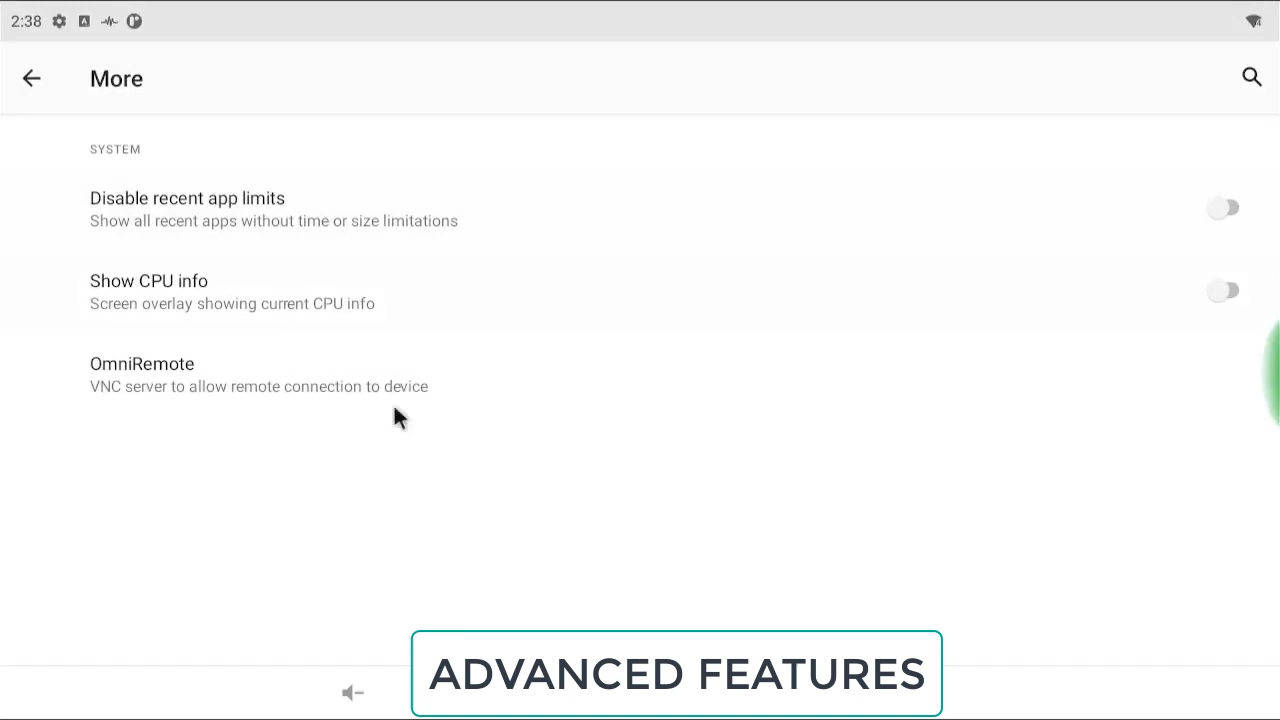 2:38
More
SYSTEM
Disable recent app limits
Show all recent apps without time or size limitations
Show CPU info
Screen overlay showing current CPU info
OmniRemote
VNC server to allow remote connection to device
ADVANCED FEATURES